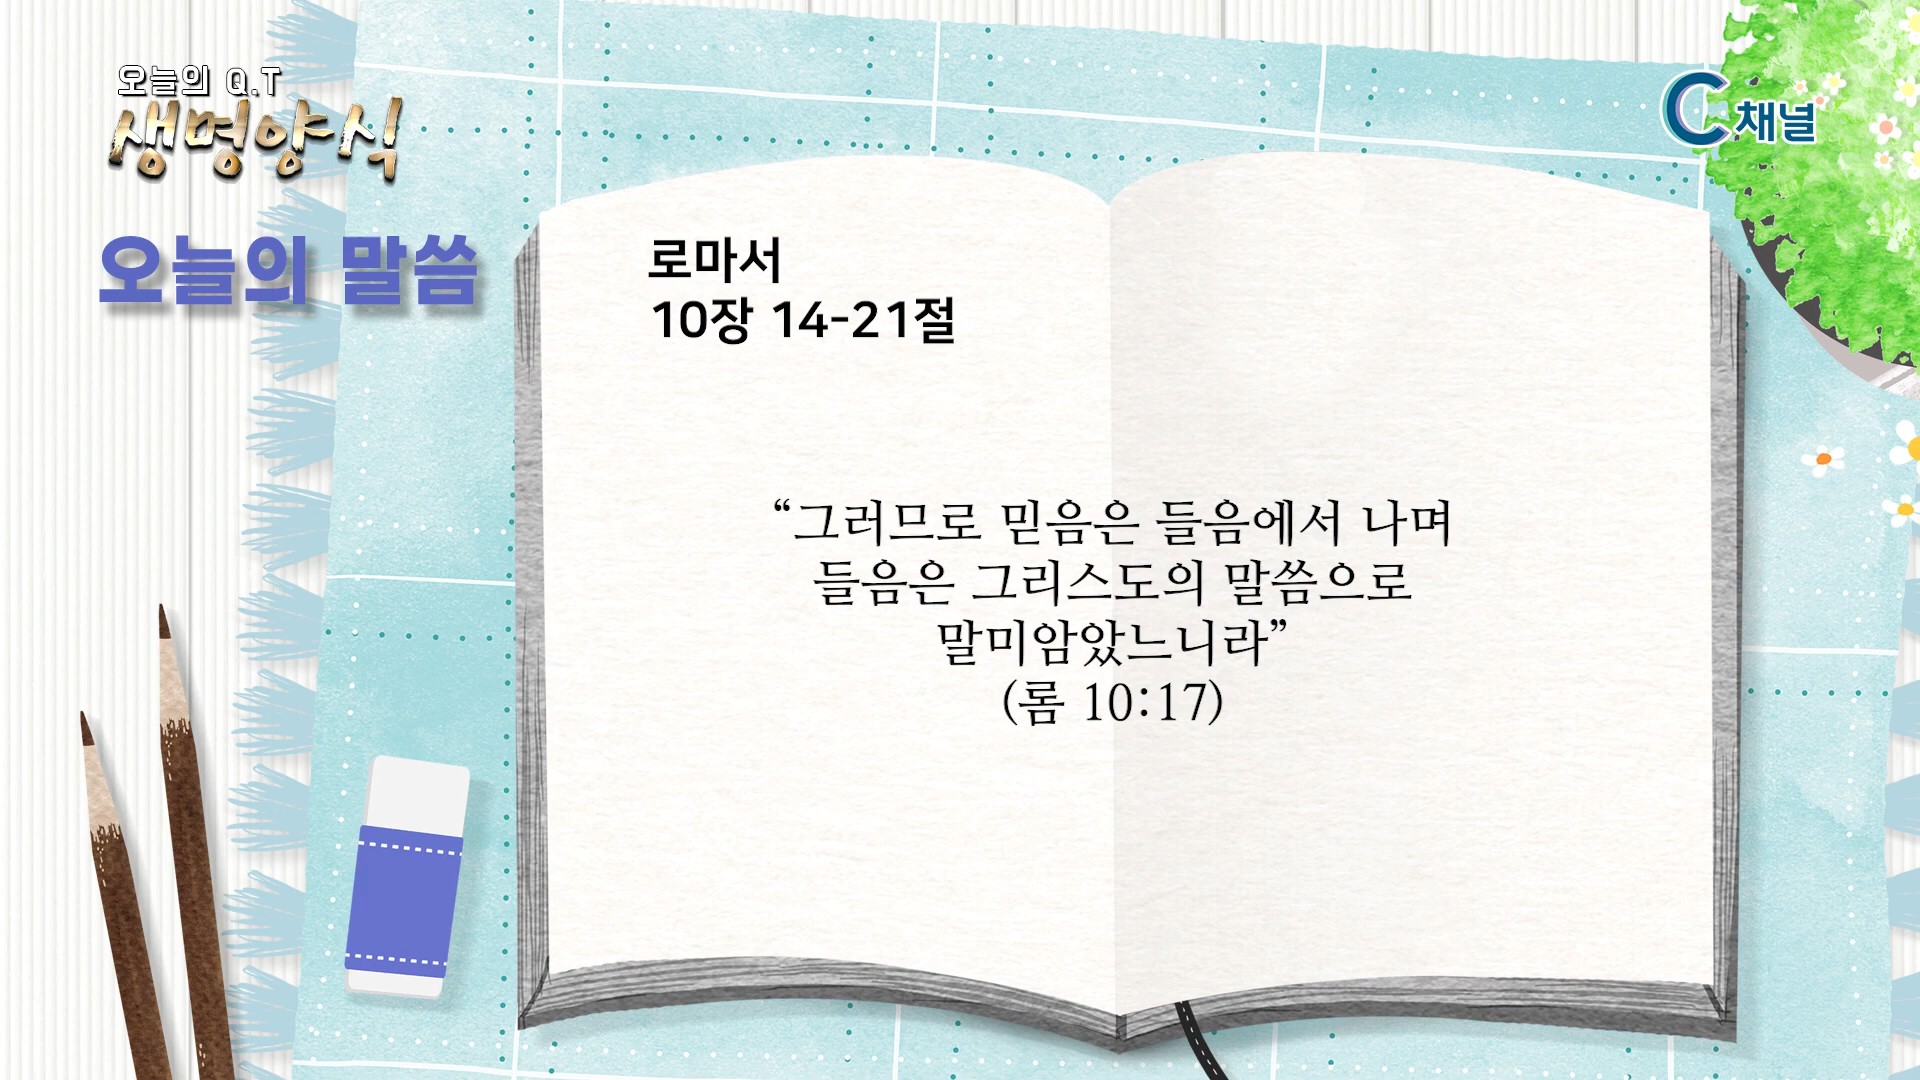 오늘의 Q.T
생명양식
C채널
오늘의 말씀
로마서
10장 14-21절
“그러므로 믿음은 들음에서 나며
들음은 그리스도의 말씀으로
말미암았느니라”
(롬 10:17)